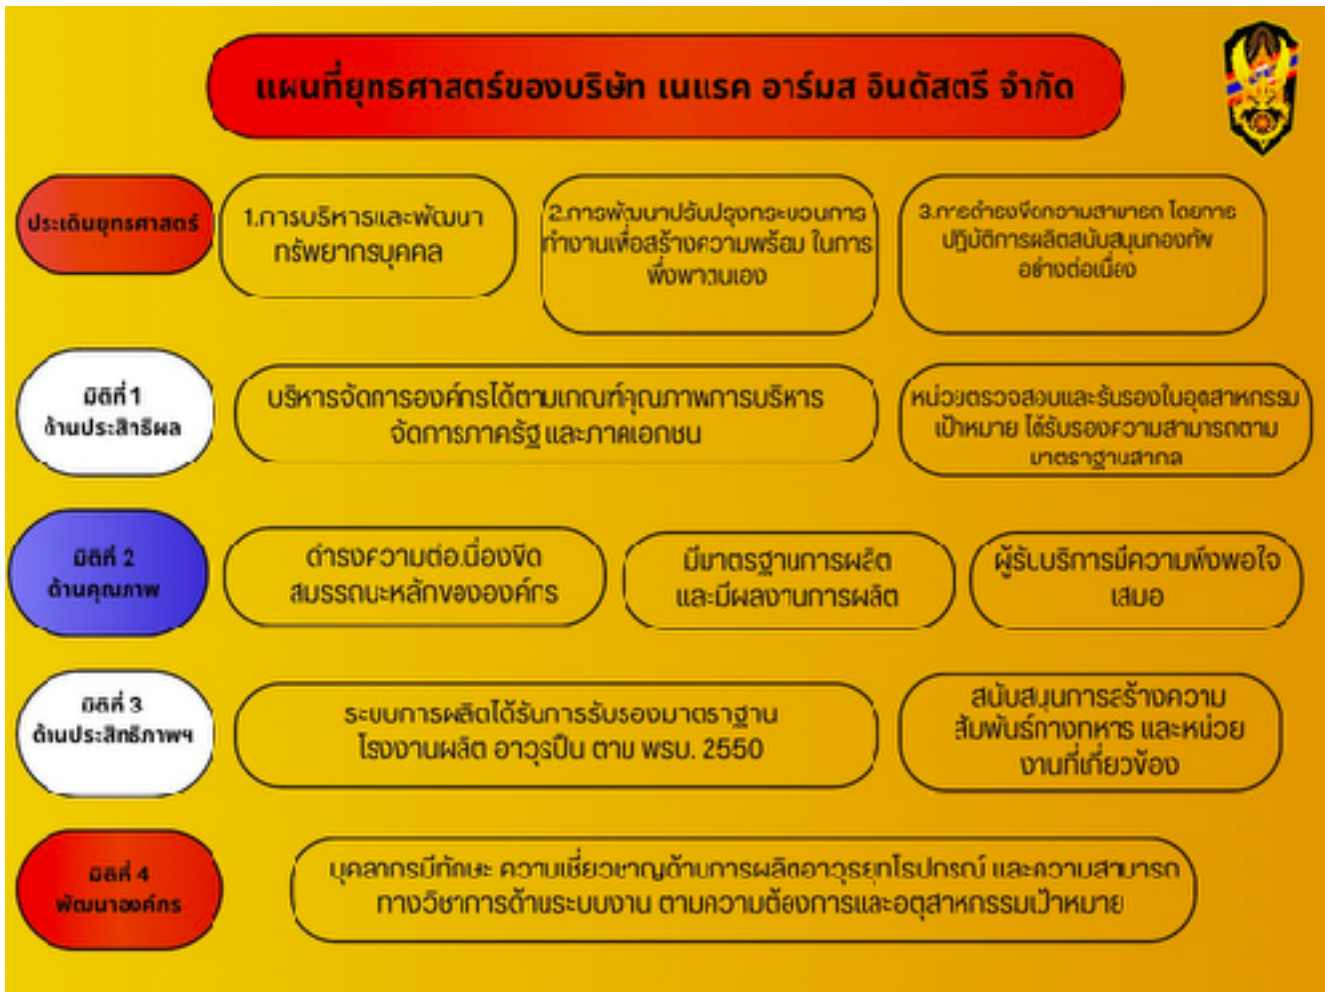 แผนที่ยุทธศาสตร์ของบริษัท เนแรค อาร์มส อินดัสตรี จำกัด
ประเด็นยุทธศาสตร์
1.การบริหารและพัฒนา
ทรัพยากรบุคคล
2.การพัฒนาปรับปรุงกระบวนการ
ทำงานเพื่อสร้างความพร้อม ในการ
พึ่งพาตนเอง
3.การดำรงขีดความสามารถ โดยการ
ปฏิบัติการผลิตสนับสนุนกองทัพ
อย่างต่อเนื่อง
มิติที่ 1
ด้านประสิทธิผล
บริหารจัดการองค์กรได้ตามเกณฑ์คุณภาพการบริหาร
จัดการภาครัฐ และภาคเอกชน
หน่วยตรวจสอบและรับรองในอุตสาหกรรม
เป้าหมาย ได้รับรองความสามารถตาม
มาตราฐานสากล
มิติที่ 2
ด้านคุณภาพ
ดำรงความต่อเนื่องขีด
สมรรถนะหลักขององค์กร
มีมาตรฐานการผลิต
และมีผลงานการผลิต
ผู้รับบริการมีความพึงพอใจ
เสมอ
มิติที่ 3
ด้านประสิทธิภาพฯ
ระบบการผลิตได้รับการรับรองมาตราฐาน
โรงงานผลิต อาวุธปืน ตาม พรบ. 2550
สนับสนุนการสร้างความ
สัมพันธ์ทางทหาร และหน่วย
งานที่เกี่ยวข้อง
มิติที่ 4
พัฒนาองค์กร
บุคลากรมีทักษะ ความเชี่ยวชาญด้านการผลิตอาวุธยุทโธปกรณ์ และความสามารถ
ทางวิชาการด้านระบบงาน ตามความต้องการและอุตสาหกรรมเป้าหมาย